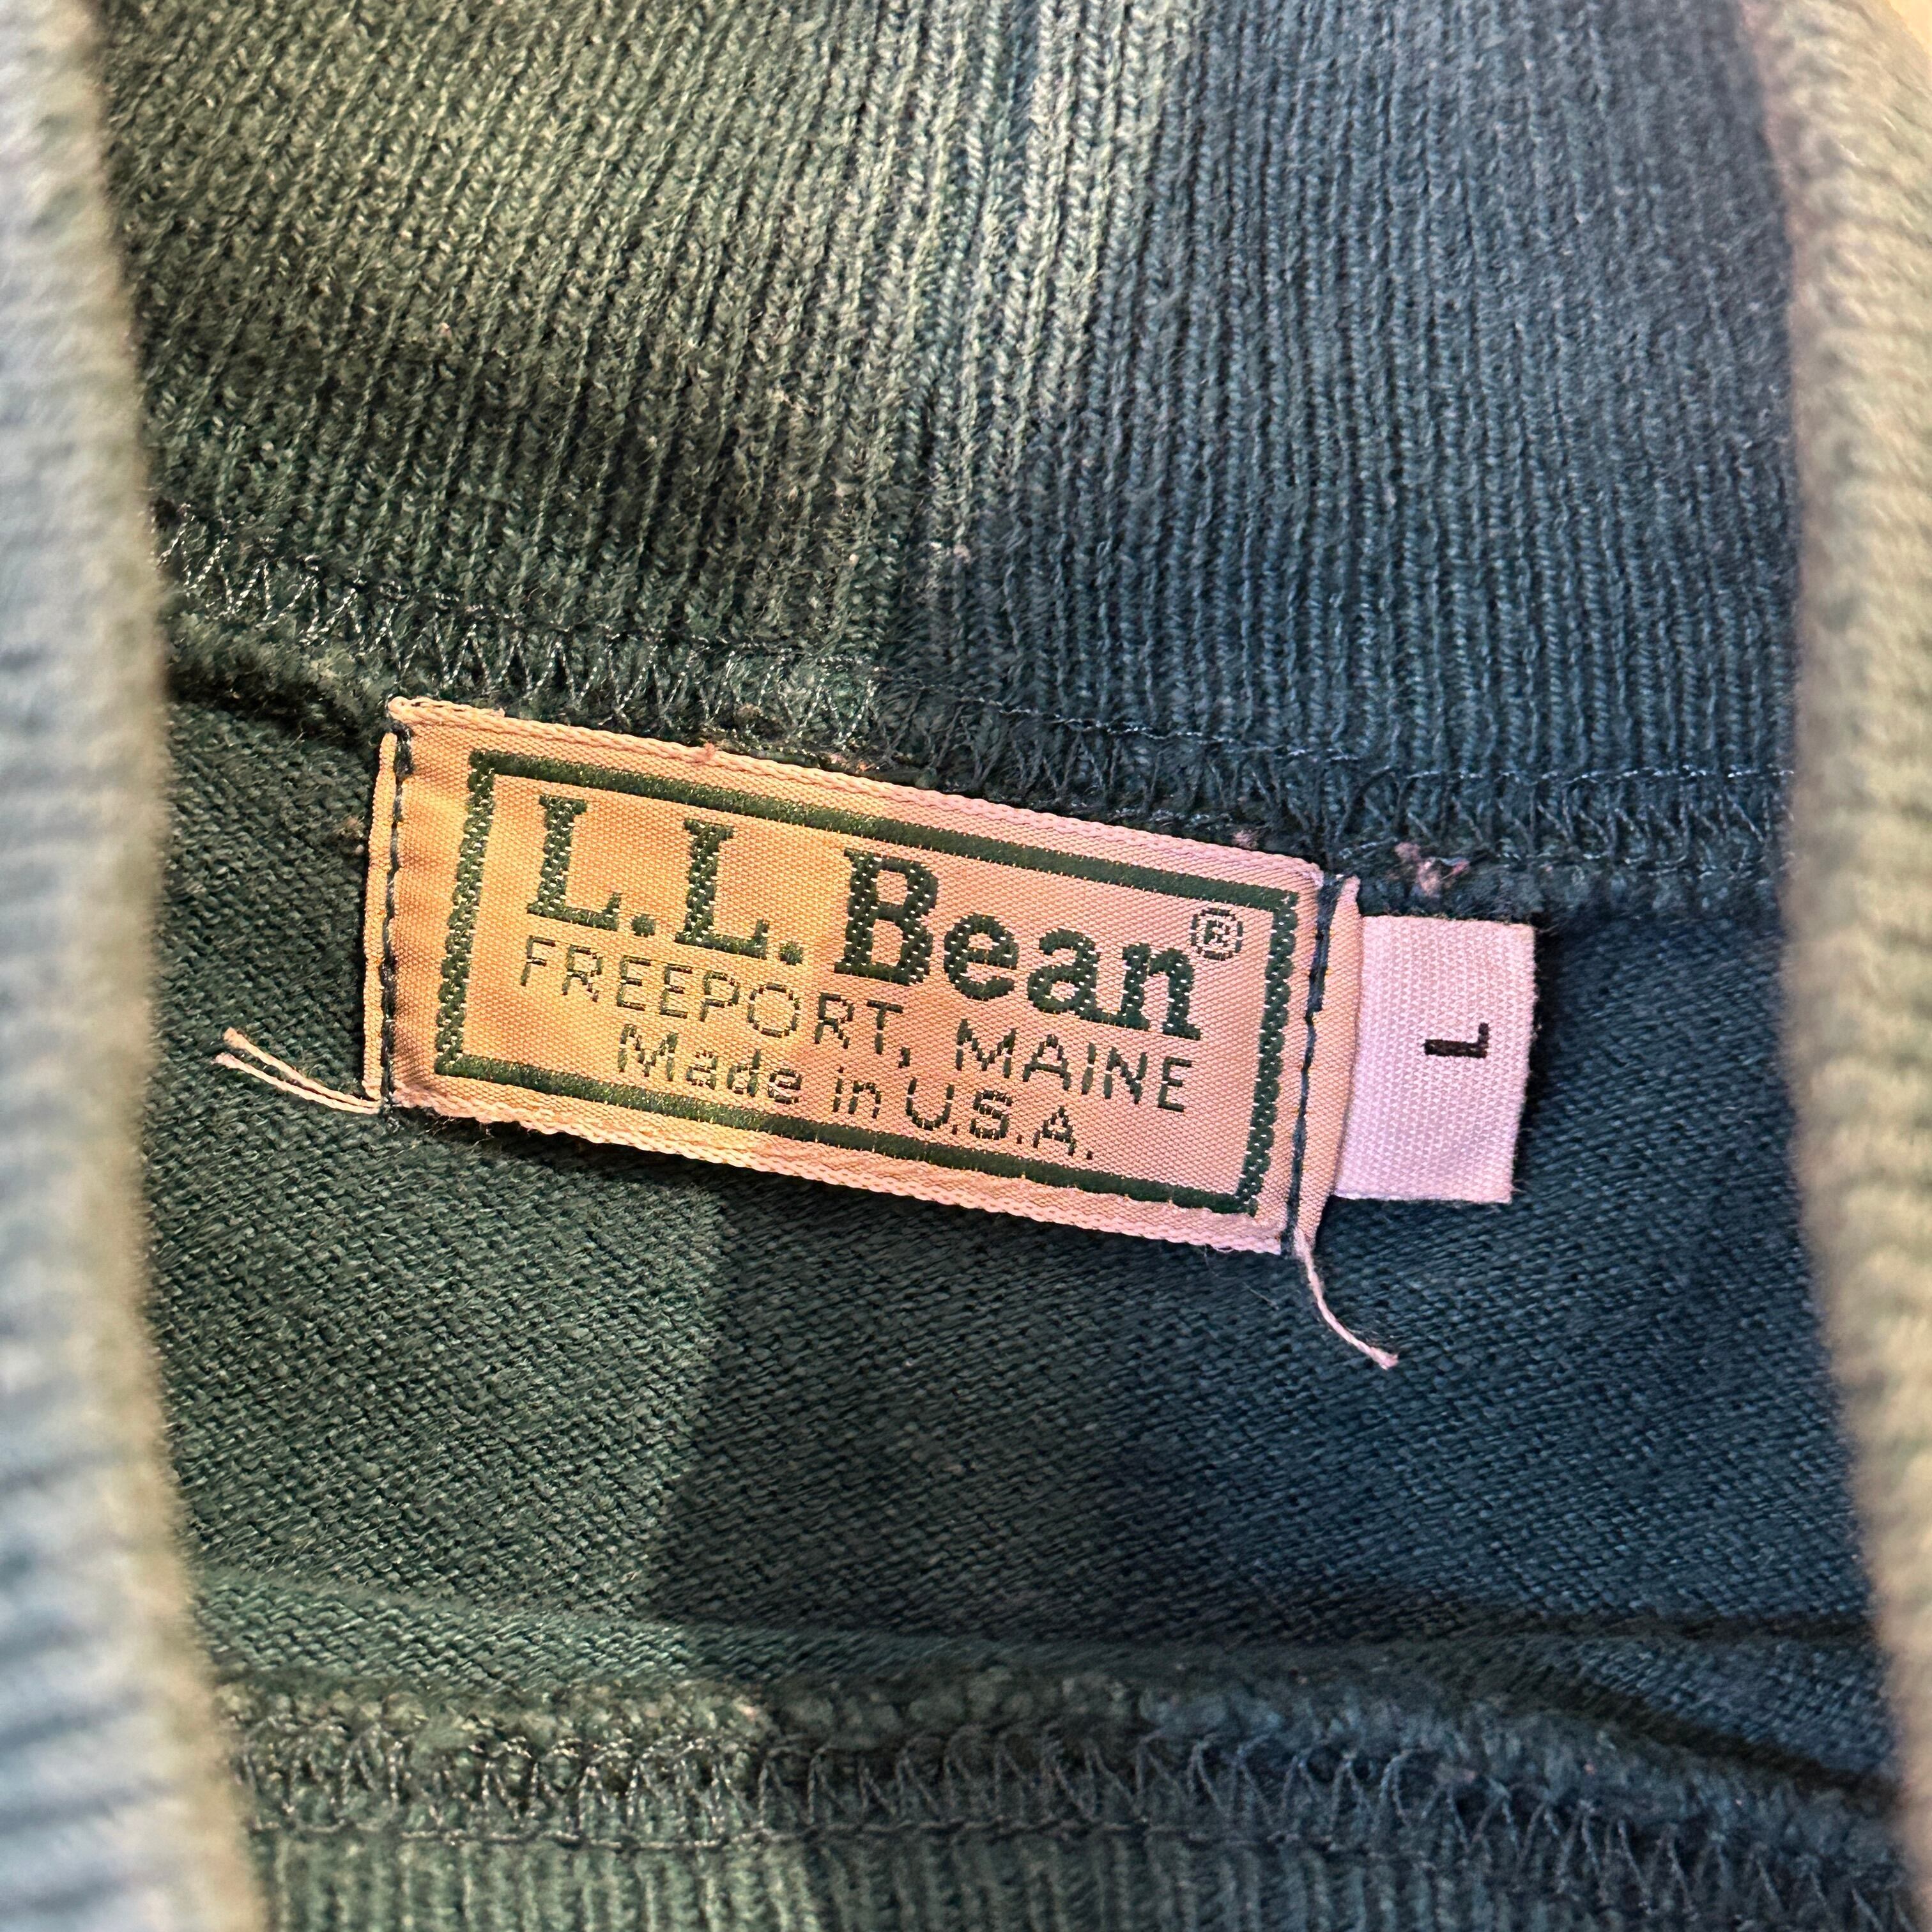 L.L.Bean®
FREEPORT, MAINE
Made in U.S.A.
L